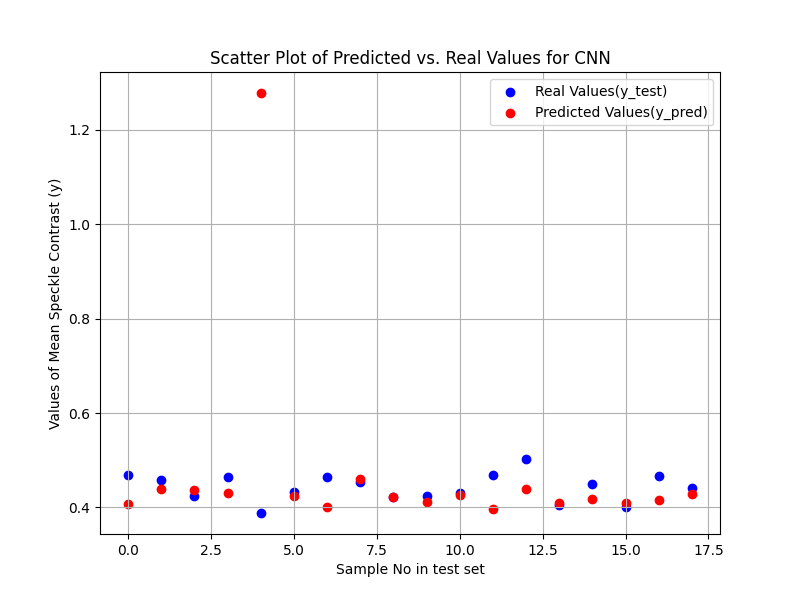 Scatter Plot of Predicted vs. Real Values for CNN
Real Values(y_test)
Predicted Values(y_pred)
Values of Mean Speckle Contrast (y)
1.2
1.0
0.8
0.6
0.4
0.0 2.5 5.0 7.5 10.0 12.5 15.0 17.5
Sample No in test set